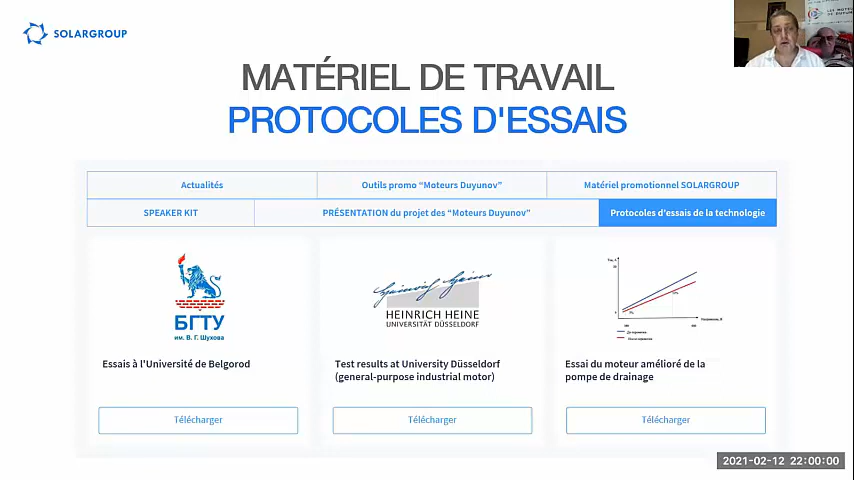 SOLARGROUP
MATÉRIEL DE TRAVAIL
PROTOCOLES D'ESSAIS
Actualités
Outils promo “Moteurs Duyunov”
Matériel promotionnel SOLARGROUP
SPEAKER KIT
PRÉSENTATION du projet des “Moteurs Duyunov”
Protocoles d'essais de la technologie
БГТУ
им. В. Г. Шухова
HEINRICH HEINE
UNIVERSITÄT DÜSSELDORF
Essais à l'Université de Belgorod
Test results at University Düsseldorf
(general-purpose industrial motor)
Essai du moteur amélioré de la
pompe de drainage
Télécharger
Télécharger
Télécharger
2021-02-12 22:00:00